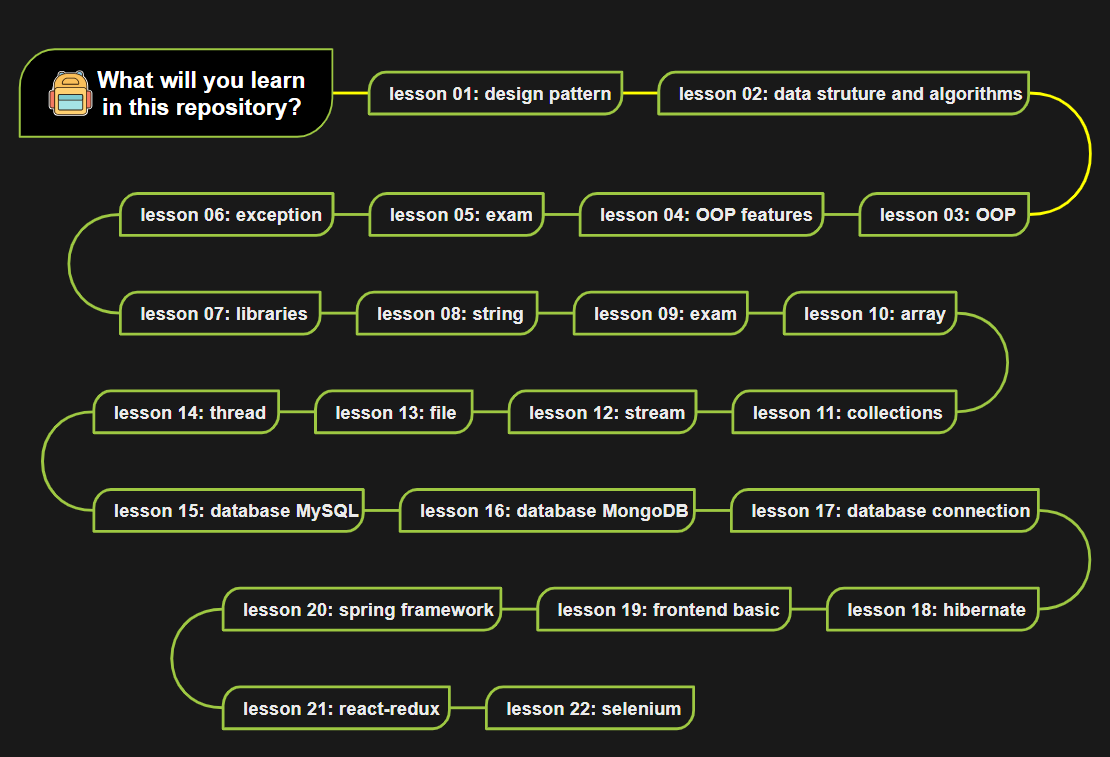 What will you learn
in this repository?
lesson 01: design pattern
lesson 02: data struture and algorithms
lesson 03: OOP
lesson 04: OOP features
lesson 05: exam
lesson 06: exception
lesson 07: libraries
lesson 08: string
lesson 09: exam
lesson 10: array
lesson 11: collections
lesson 12: stream
lesson 13: file
lesson 14: thread
lesson 15: database MySQL
lesson 16: database MongoDB
lesson 17: database connection
lesson 18: hibernate
lesson 19: frontend basic
lesson 20: spring framework
lesson 21: react-redux
lesson 22: selenium